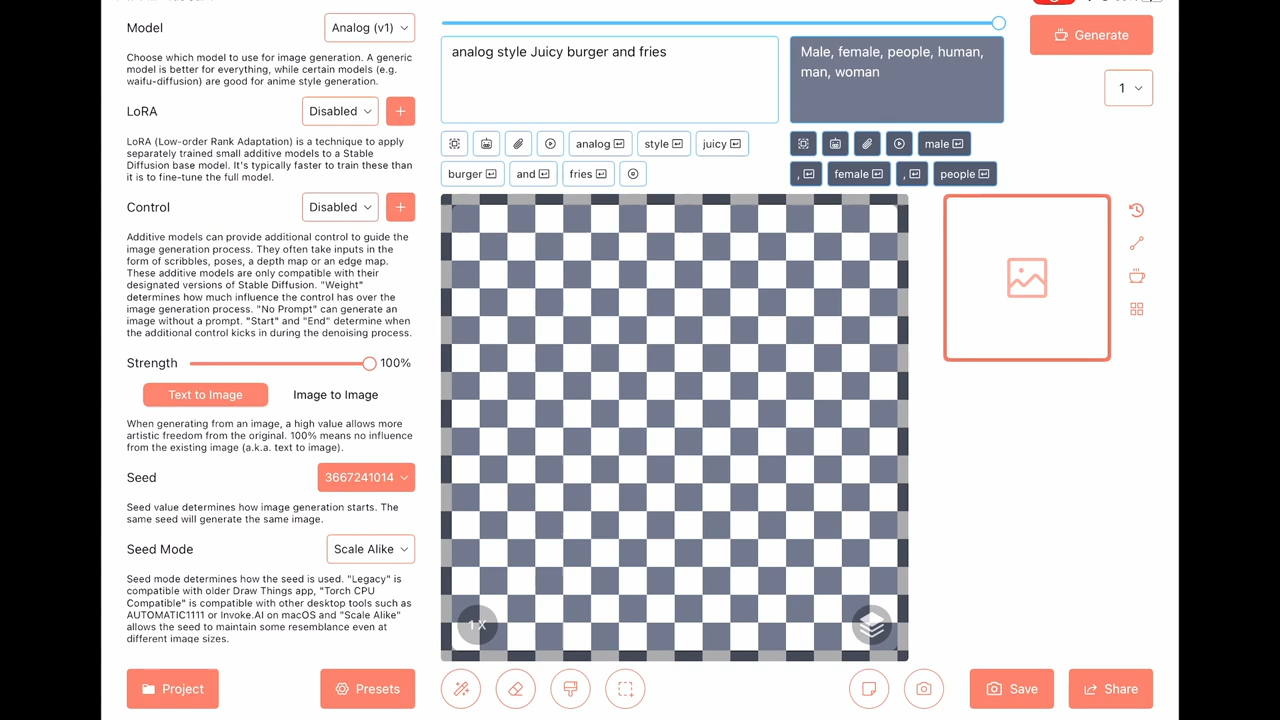 Model
Analog (v1)
Choose which model to use for image generation. A generic
model is better for everything, while certain models (e.g.
waifu-diffusion) are good for anime style generation.
LoRA
Disabled
LoRA (Low-order Rank Adaptation) is a technique to apply
separately trained small additive models to a Stable
Diffusion base model. It's typically faster to train these than
it is to fine-tune the full model.
Control
Disabled
Additive models can provide additional control to guide the
image generation process. They often take inputs in the
form of scribbles, poses, a depth map or an edge map.
These additive models are only compatible with their
designated versions of Stable Diffusion. "Weight"
determines how much influence the control has over the
image generation process. "No Prompt" can generate an
image without a prompt. "Start" and "End" determine when
the additional control kicks in during the denoising process.
Strength
100%
Text to Image
Image to Image
When generating from an image, a high value allows more
artistic freedom from the original. 100% means no influence
from the existing image (a.k.a. text to image).
Seed
3667241014
Seed value determines how image generation starts. The
same seed will generate the same image.
Seed Mode
Scale Alike
Seed mode determines how the seed is used. "Legacy" is
compatible with older Draw Things app, "Torch CPU
Compatible" is compatible with other desktop tools such as
AUTOMATIC1111 or Invoke.AI on macOS and "Scale Alike"
allows the seed to maintain some resemblance even at
different image sizes.
Project
Presets
analog style Juicy burger and fries
analog
style
juicy
burger
and
fries
Male, female, people, human,
man, woman
male
,
female
,
people
Generate
1
1 X
Save
Share